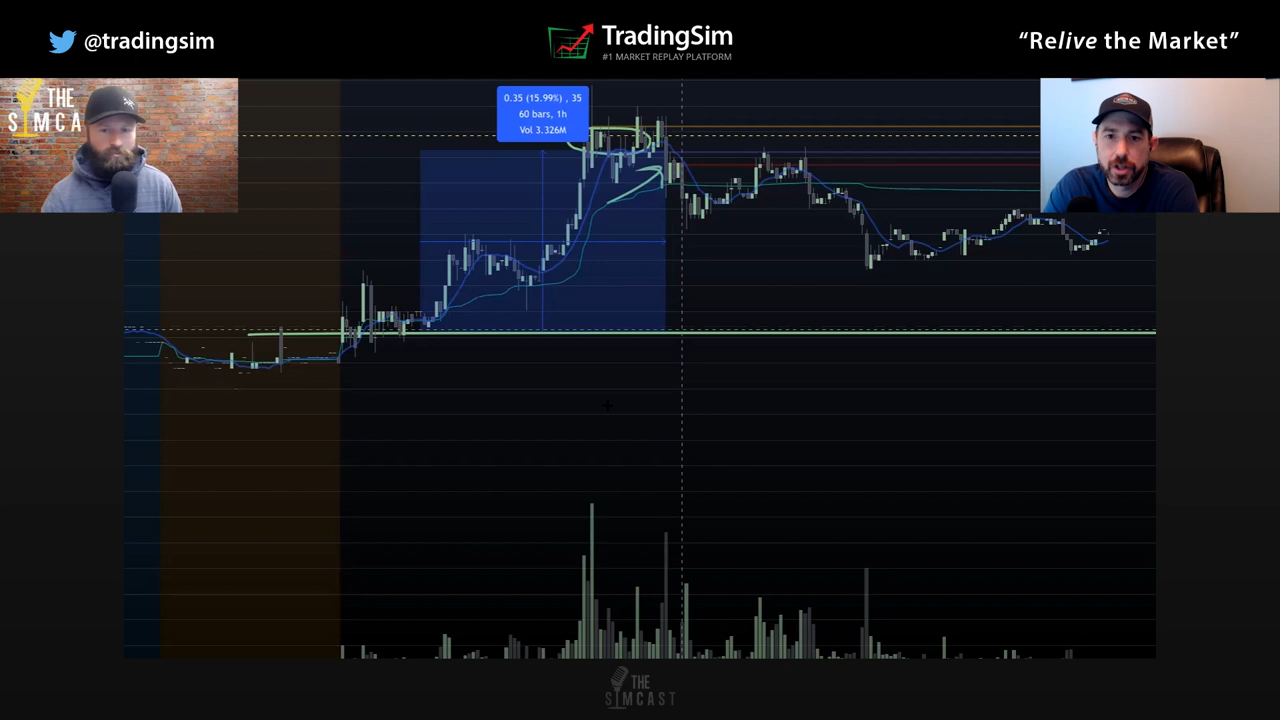 @tradingsim
TradingSim
#1 MARKET REPLAY PLATFORM
“Relive the Market”
THE
SIMCA
0.35 (15.99%) , 35
60 bars, 1h
Vol 3.326M
THE
SIMCAST